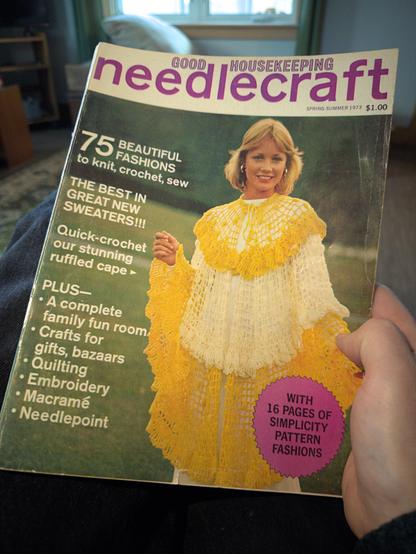 GOOD HOUSEKEEPING
needlecraft
SPRING-SUMMER 1973 $1.00
75 BEAUTIFUL
FASHIONS
to knit, crochet, sew
THE BEST IN
GREAT NEW
SWEATERS!!!
Quick-crochet
our stunning
ruffled cape ▸
PLUS—
• A complete
family fun room
• Crafts for
gifts, bazaars
• Quilting
• Embroidery
• Macramé
• Needlepoint
WITH
16 PAGES OF
SIMPLICITY
PATTERN
FASHIONS